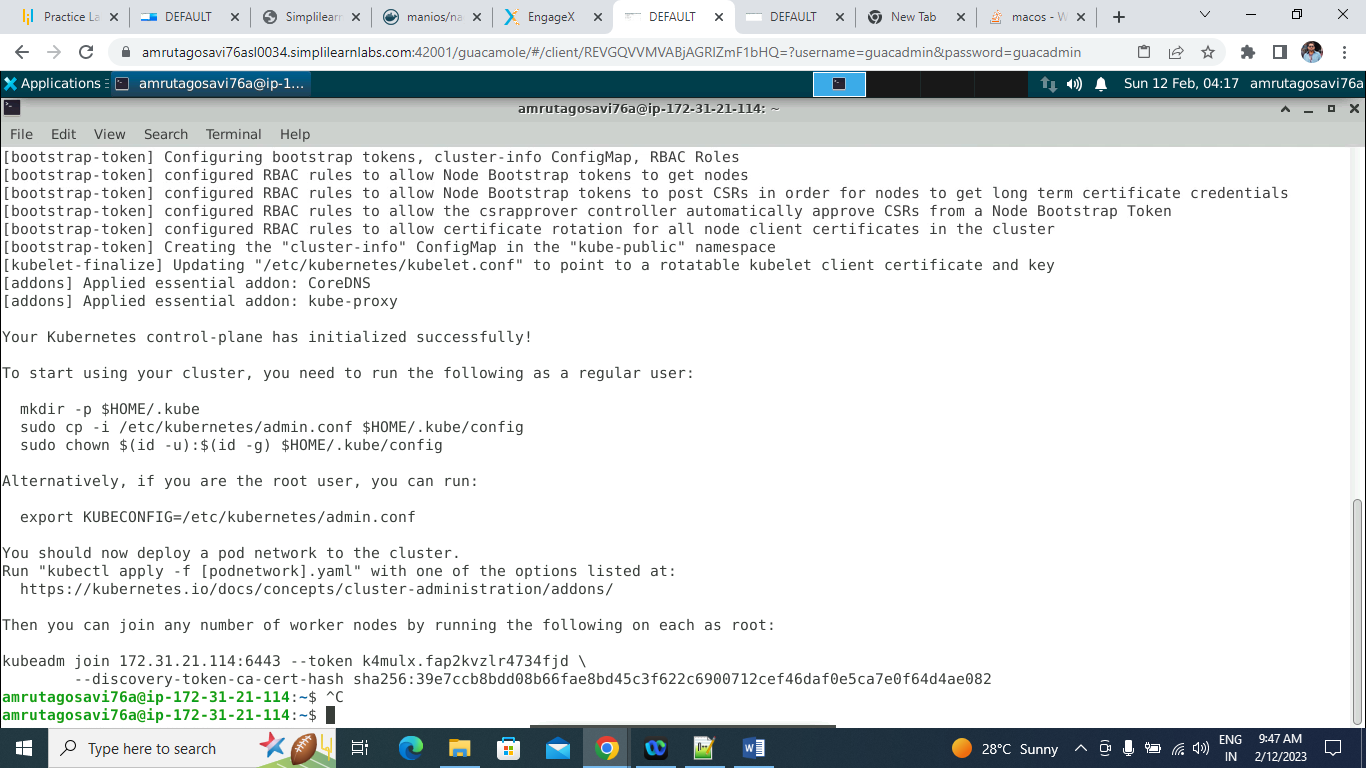 Practice La
DEFAULT
Simplilearn
manios/na
EngageX
DEFAULT
DEFAULT
New Tab
macos - W
amrutagosavi76asl0034.simplilearnlabs.com:42001/guacamole/#/client/REVGQVVMVABjAGRlZmF1bHQ=?username=guacadmin&password=guacadmin
Applications
amrutagosavi76a@ip-1...
Sun 12 Feb, 04:17 amrutagosavi76a
amrutagosavi76a@ip-172-31-21-114: ~
File Edit View Search Terminal Help
[bootstrap-token] Configuring bootstrap tokens, cluster-info ConfigMap, RBAC Roles
[bootstrap-token] configured RBAC rules to allow Node Bootstrap tokens to get nodes
[bootstrap-token] configured RBAC rules to allow Node Bootstrap tokens to post CSRs in order for nodes to get long term certificate credentials
[bootstrap-token] configured RBAC rules to allow the csrapprover controller automatically approve CSRs from a Node Bootstrap Token
[bootstrap-token] configured RBAC rules to allow certificate rotation for all node client certificates in the cluster
[bootstrap-token] Creating the "cluster-info" ConfigMap in the "kube-public" namespace
[kubelet-finalize] Updating "/etc/kubernetes/kubelet.conf" to point to a rotatable kubelet client certificate and key
[addons] Applied essential addon: CoreDNS
[addons] Applied essential addon: kube-proxy
Your Kubernetes control-plane has initialized successfully!
To start using your cluster, you need to run the following as a regular user:
mkdir -p $HOME/.kube
sudo cp -i /etc/kubernetes/admin.conf $HOME/.kube/config
sudo chown $(id -u):$(id -g) $HOME/.kube/config
Alternatively, if you are the root user, you can run:
export KUBECONFIG=/etc/kubernetes/admin.conf
You should now deploy a pod network to the cluster.
Run "kubectl apply -f [podnetwork].yaml" with one of the options listed at:
https://kubernetes.io/docs/concepts/cluster-administration/addons/
Then you can join any number of worker nodes by running the following on each as root:
kubeadm join 172.31.21.114:6443 --token k4mulx.fap2kvzlr4734fjd \
--discovery-token-ca-cert-hash sha256:39e7ccb8bdd08b66fae8bd45c3f622c6900712cef46daf0e5ca7e0f64d4ae082
amrutagosavi76a@ip-172-31-21-114:~$ ^C
amrutagosavi76a@ip-172-31-21-114:~$
Type here to search
28°C Sunny
ENG
IN
9:47 AM
2/12/2023